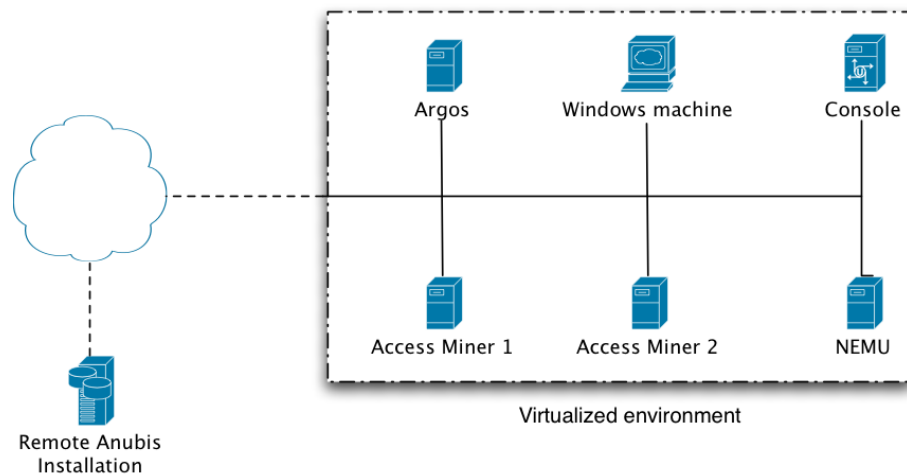 Argos
Windows machine
Console
Access Miner 1
Access Miner 2
NEMU
Virtualized environment
Remote Anubis
Installation